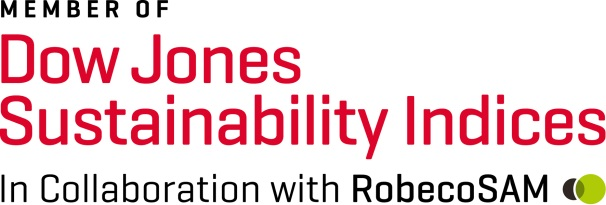 MEMBER OF
Dow Jones
Sustainability Indices
In Collaboration with RobecoSAM